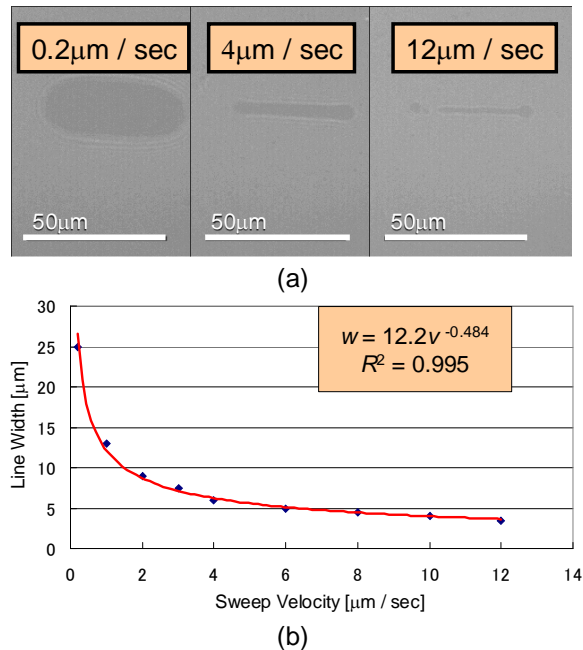 0.2μm / sec
4μm / sec
12μm / sec
50μm
50μm
50μm
(a)
30
25
20
15
10
5
0
Line Width [μm]
w = 12.2v -0.484
R2 = 0.995
0 2 4 6 8 10 12 14
Sweep Velocity [μm / sec]
(b)